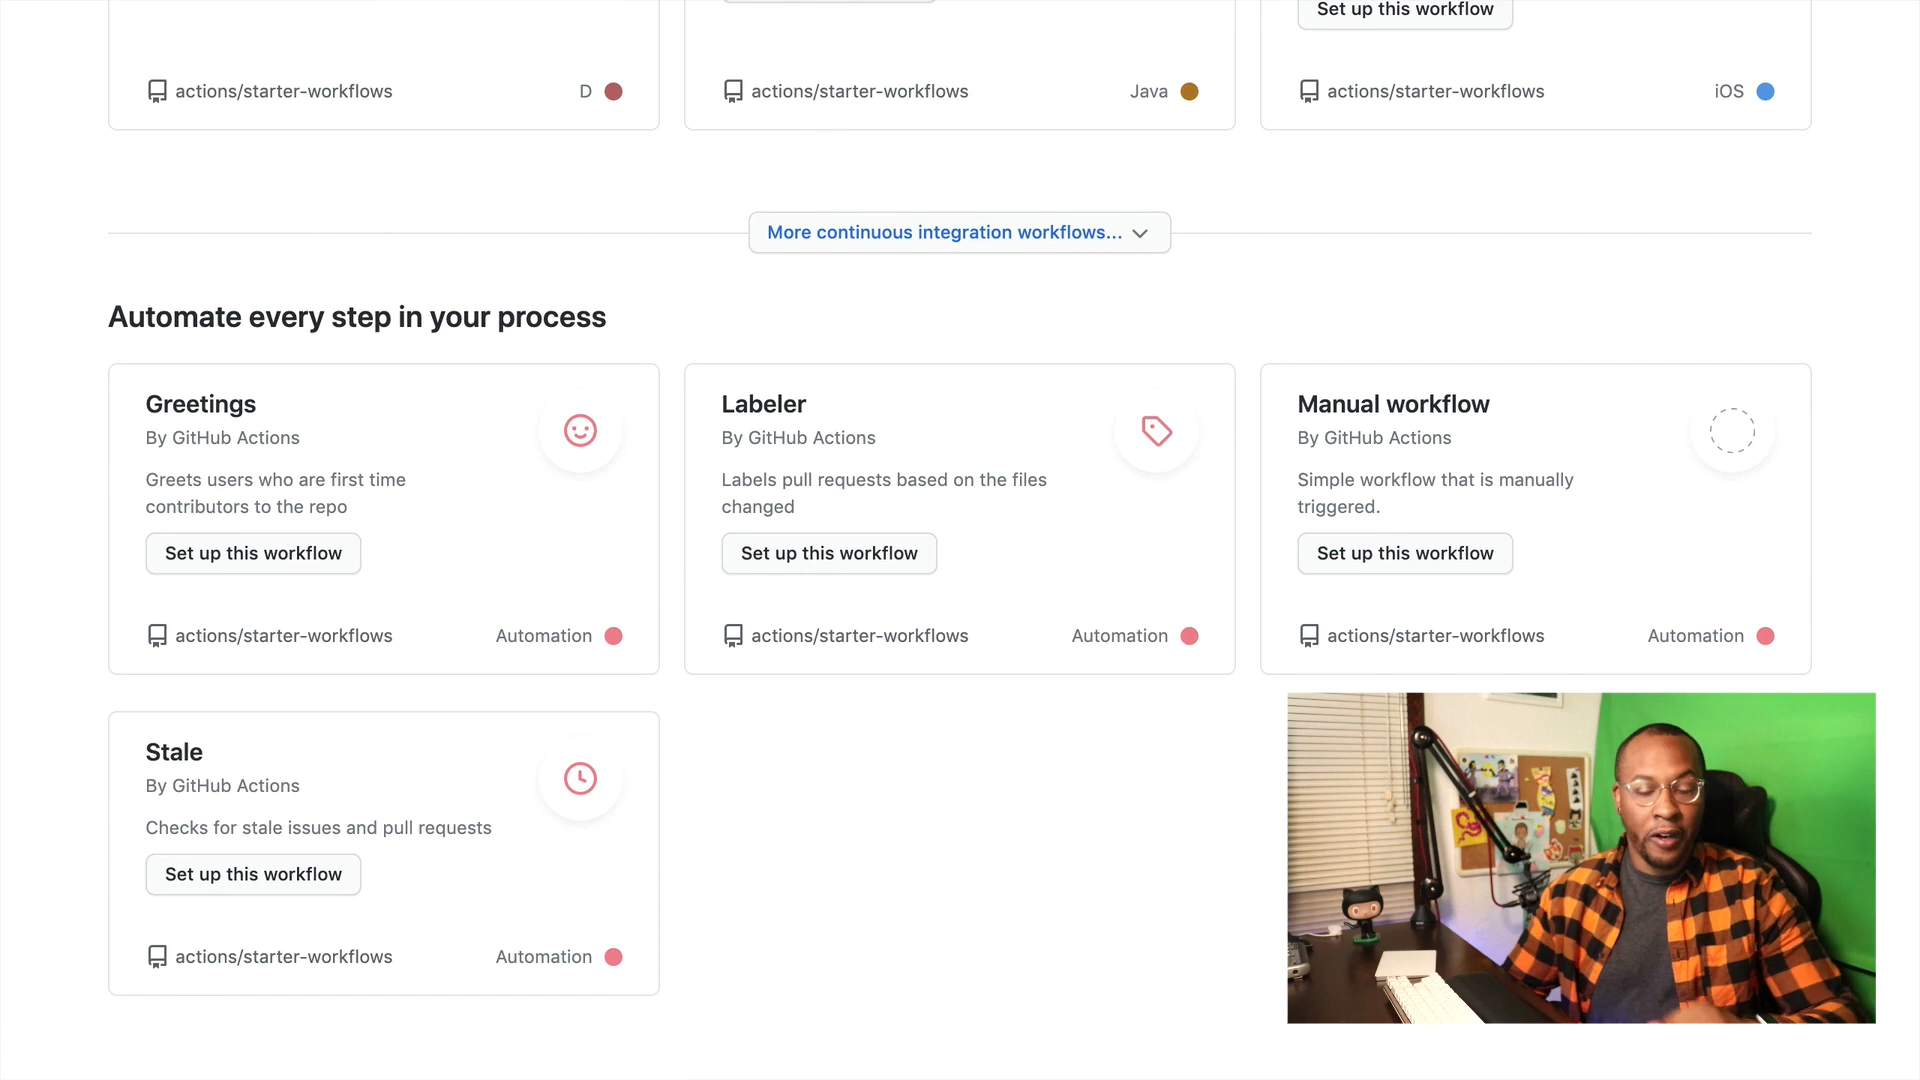 Set up this workflow
actions/starter-workflows D
actions/starter-workflows Java
actions/starter-workflows iOS
More continuous integration workflows...
Automate every step in your process
Greetings
By GitHub Actions
Greets users who are first time
contributors to the repo
Set up this workflow
actions/starter-workflows Automation
Labeler
By GitHub Actions
Labels pull requests based on the files
changed
Set up this workflow
actions/starter-workflows Automation
Manual workflow
By GitHub Actions
Simple workflow that is manually
triggered.
Set up this workflow
actions/starter-workflows Automation
Stale
By GitHub Actions
Checks for stale issues and pull requests
Set up this workflow
actions/starter-workflows Automation